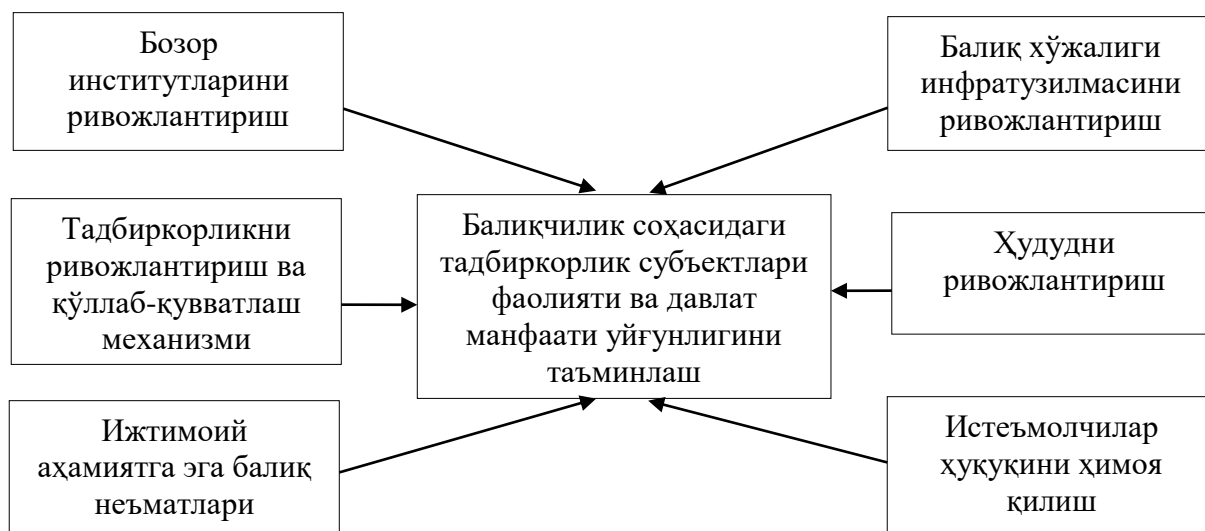 Бозор
институтларини
ривожлантириш
Балиқ хўжалиги
инфратузилмасини
ривожлантириш
Тадбиркорликни
ривожлантириш ва
қўллаб-қувватлаш
механизми
Балиқчилик соҳасидаги
тадбиркорлик субъектлари
фаолияти ва давлат
манфаати уйғунлигини
таъминлаш
Ҳудудни
ривожлантириш
Ижтимоий
аҳамиятга эга балиқ
неъматлари
Истеъмолчилар
ҳуқуқини ҳимоя
қилиш